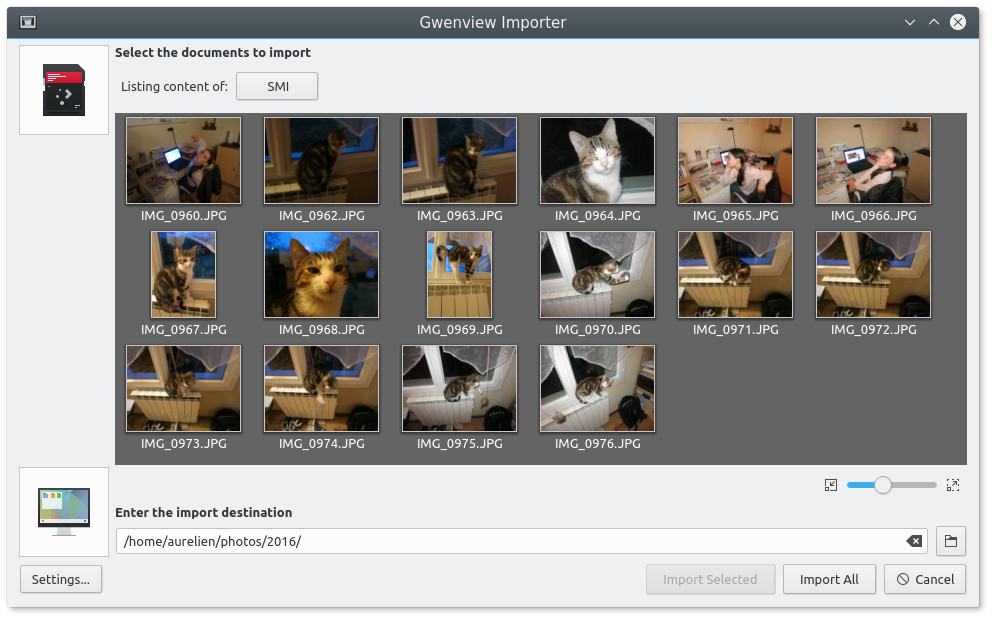 Gwenview Importer
Select the documents to import
Listing content of: SMI
IMG_0960.JPG IMG_0962.JPG IMG_0963.JPG IMG_0964.JPG IMG_0965.JPG IMG_0966.JPG
IMG_0967.JPG IMG_0968.JPG IMG_0969.JPG IMG_0970.JPG IMG_0971.JPG IMG_0972.JPG
IMG_0973.JPG IMG_0974.JPG IMG_0975.JPG IMG_0976.JPG
Enter the import destination
/home/aurelien/photos/2016/
Settings... Import Selected Import All Cancel